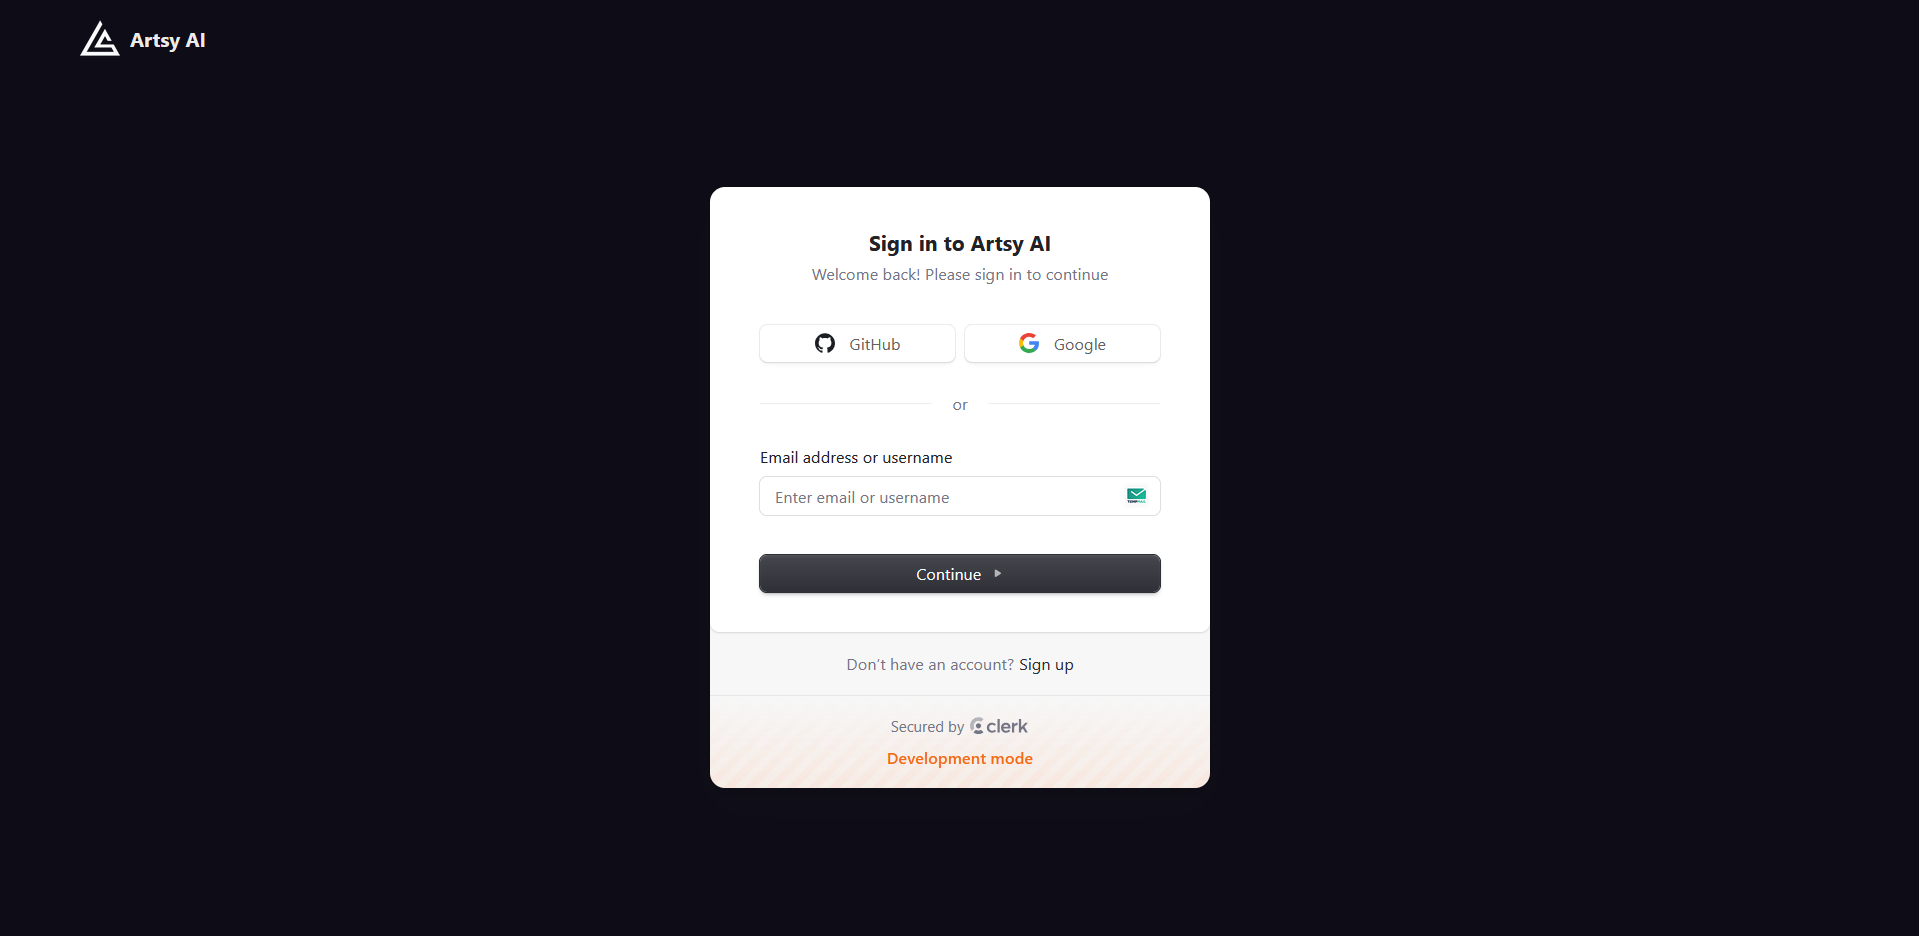 Artsy AI
Sign in to Artsy AI
Welcome back! Please sign in to continue
GitHub
Google
or
Email address or username
Enter email or username
Continue
Don't have an account? Sign up
Secured by clerk
Development mode